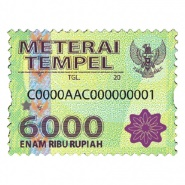 METERAI
TEMPEL
TGL. 20
C0000AAC000000001
6000
ENAM RIBU RUPIAH